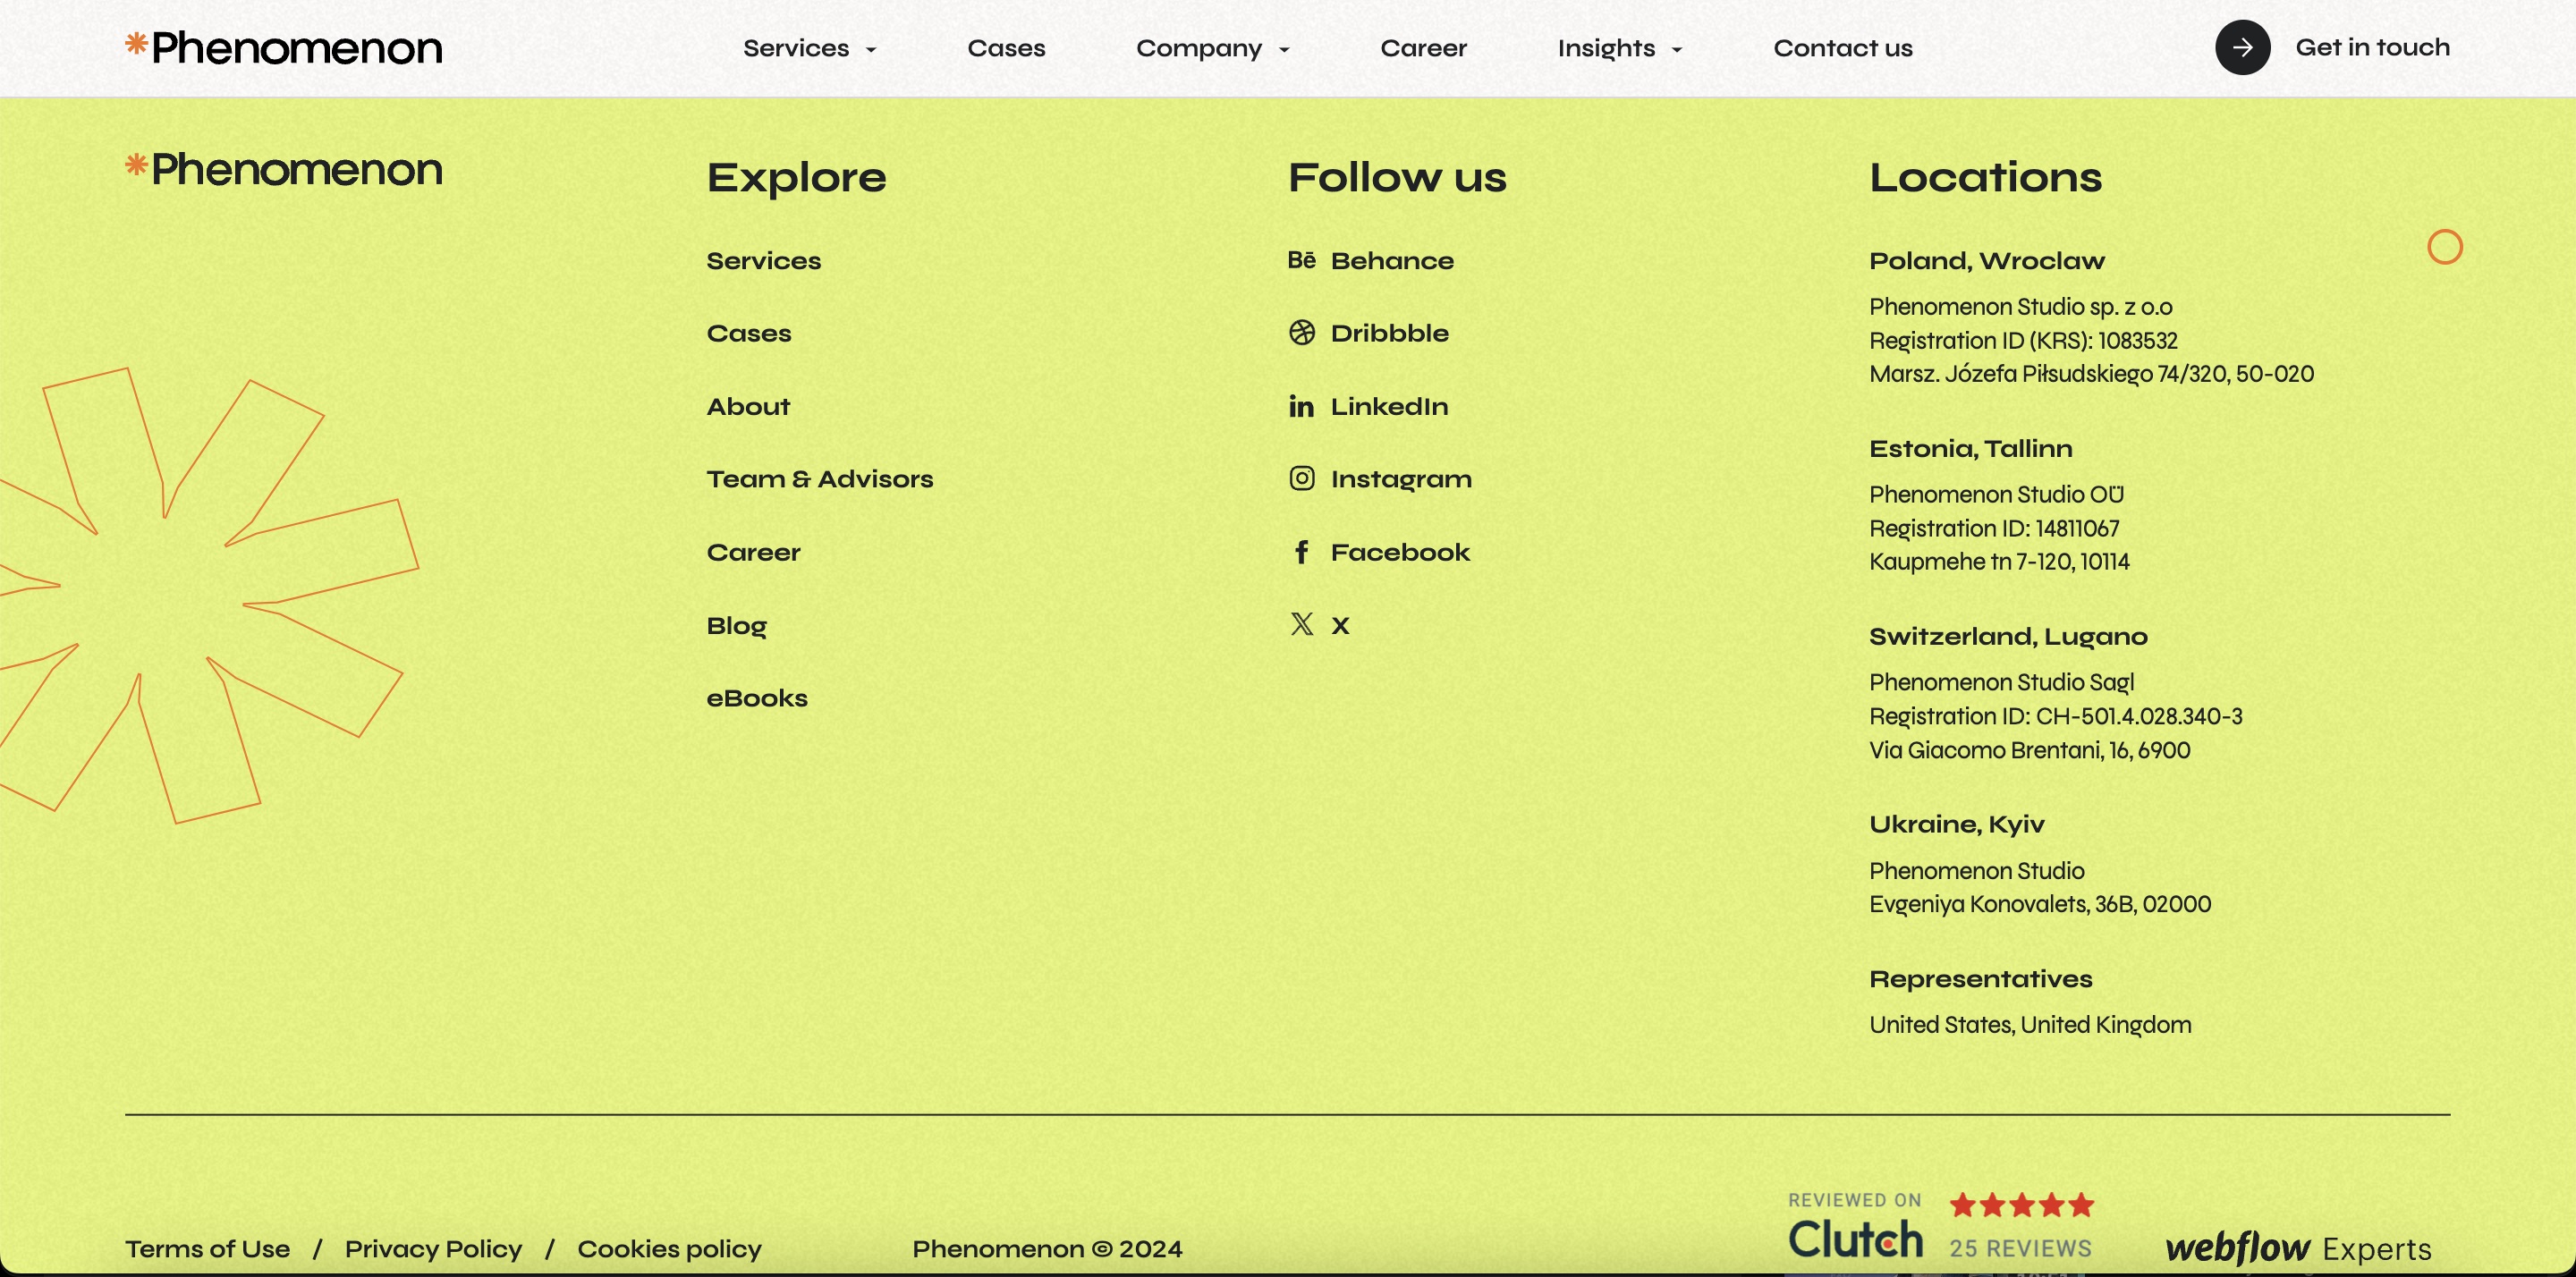 Phenomenon
Services
Cases
Company
Career
Insights
Contact us
Get in touch
Phenomenon
Explore
Services
Cases
About
Team & Advisors
Career
Blog
eBooks
Follow us
Bē Behance
Dribbble
in LinkedIn
Instagram
f Facebook
X X
Locations
Poland, Wroclaw
Phenomenon Studio sp. z o.o
Registration ID (KRS): 1083532
Marsz. Józefa Piłsudskiego 74/320, 50-020
Estonia, Tallinn
Phenomenon Studio OÜ
Registration ID: 14811067
Kaupmehe tn 7-120, 10114
Switzerland, Lugano
Phenomenon Studio Sagl
Registration ID: CH-501.4.028.340-3
Via Giacomo Brentani, 16, 6900
Ukraine, Kyiv
Phenomenon Studio
Evgeniya Konovalets, 36B, 02000
Representatives
United States, United Kingdom
Terms of Use / Privacy Policy / Cookies policy
Phenomenon © 2024
REVIEWED ON
Clutch
25 REVIEWS
webflow Experts